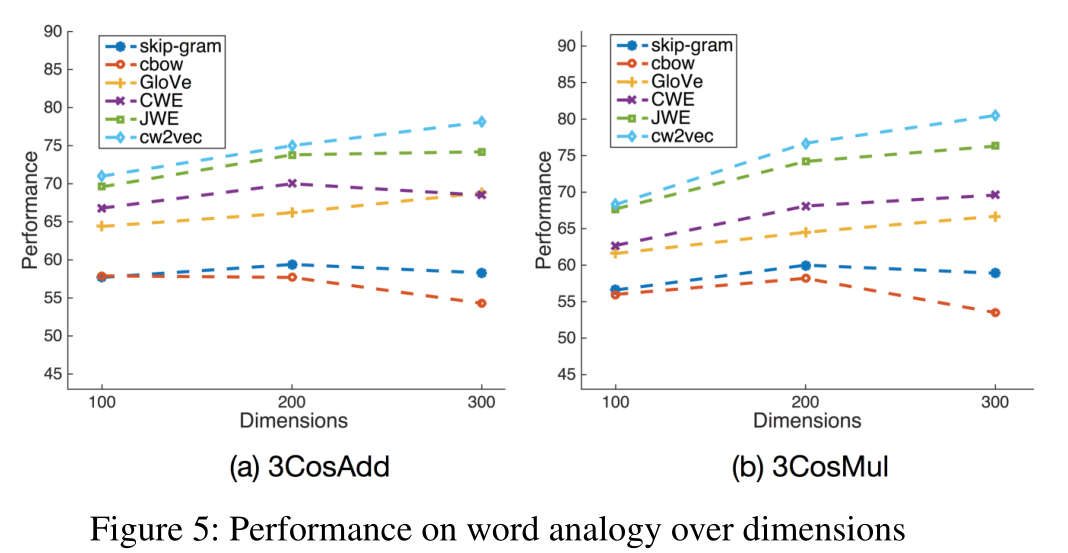 90
85
80
75
70
65
60
55
50
45
Performance
skip-gram
cbow
GloVe
CWE
JWE
cw2vec
100 200 300
Dimensions
(a) 3CosAdd
90
85
80
75
70
65
60
55
50
45
Performance
skip-gram
cbow
GloVe
CWE
JWE
cw2vec
100 200 300
Dimensions
(b) 3CosMul
Figure 5: Performance on word analogy over dimensions